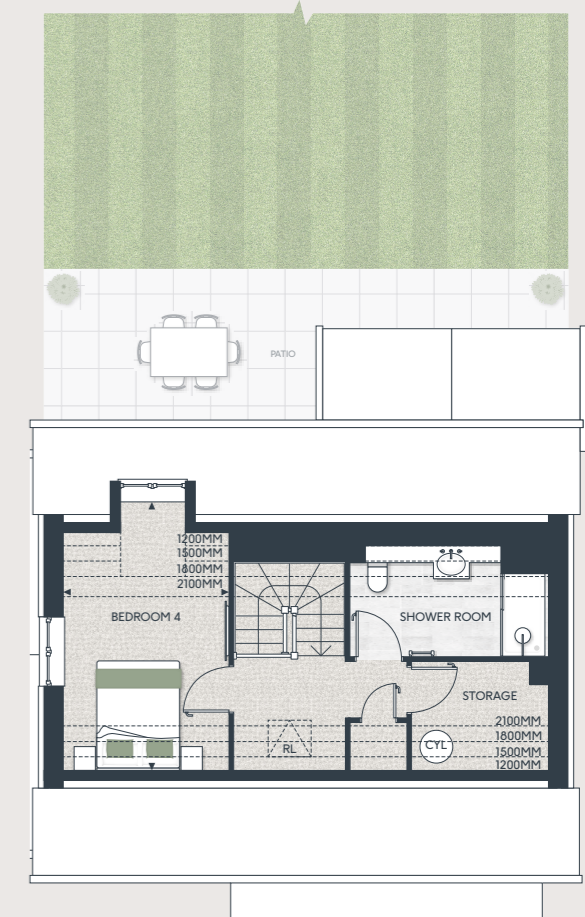 PATIO
1200MM
1500MM
1800MM
2100MM
BEDROOM 4
SHOWER ROOM
STORAGE
2100MM
1800MM
CYL
RL
1500MM
1200MM